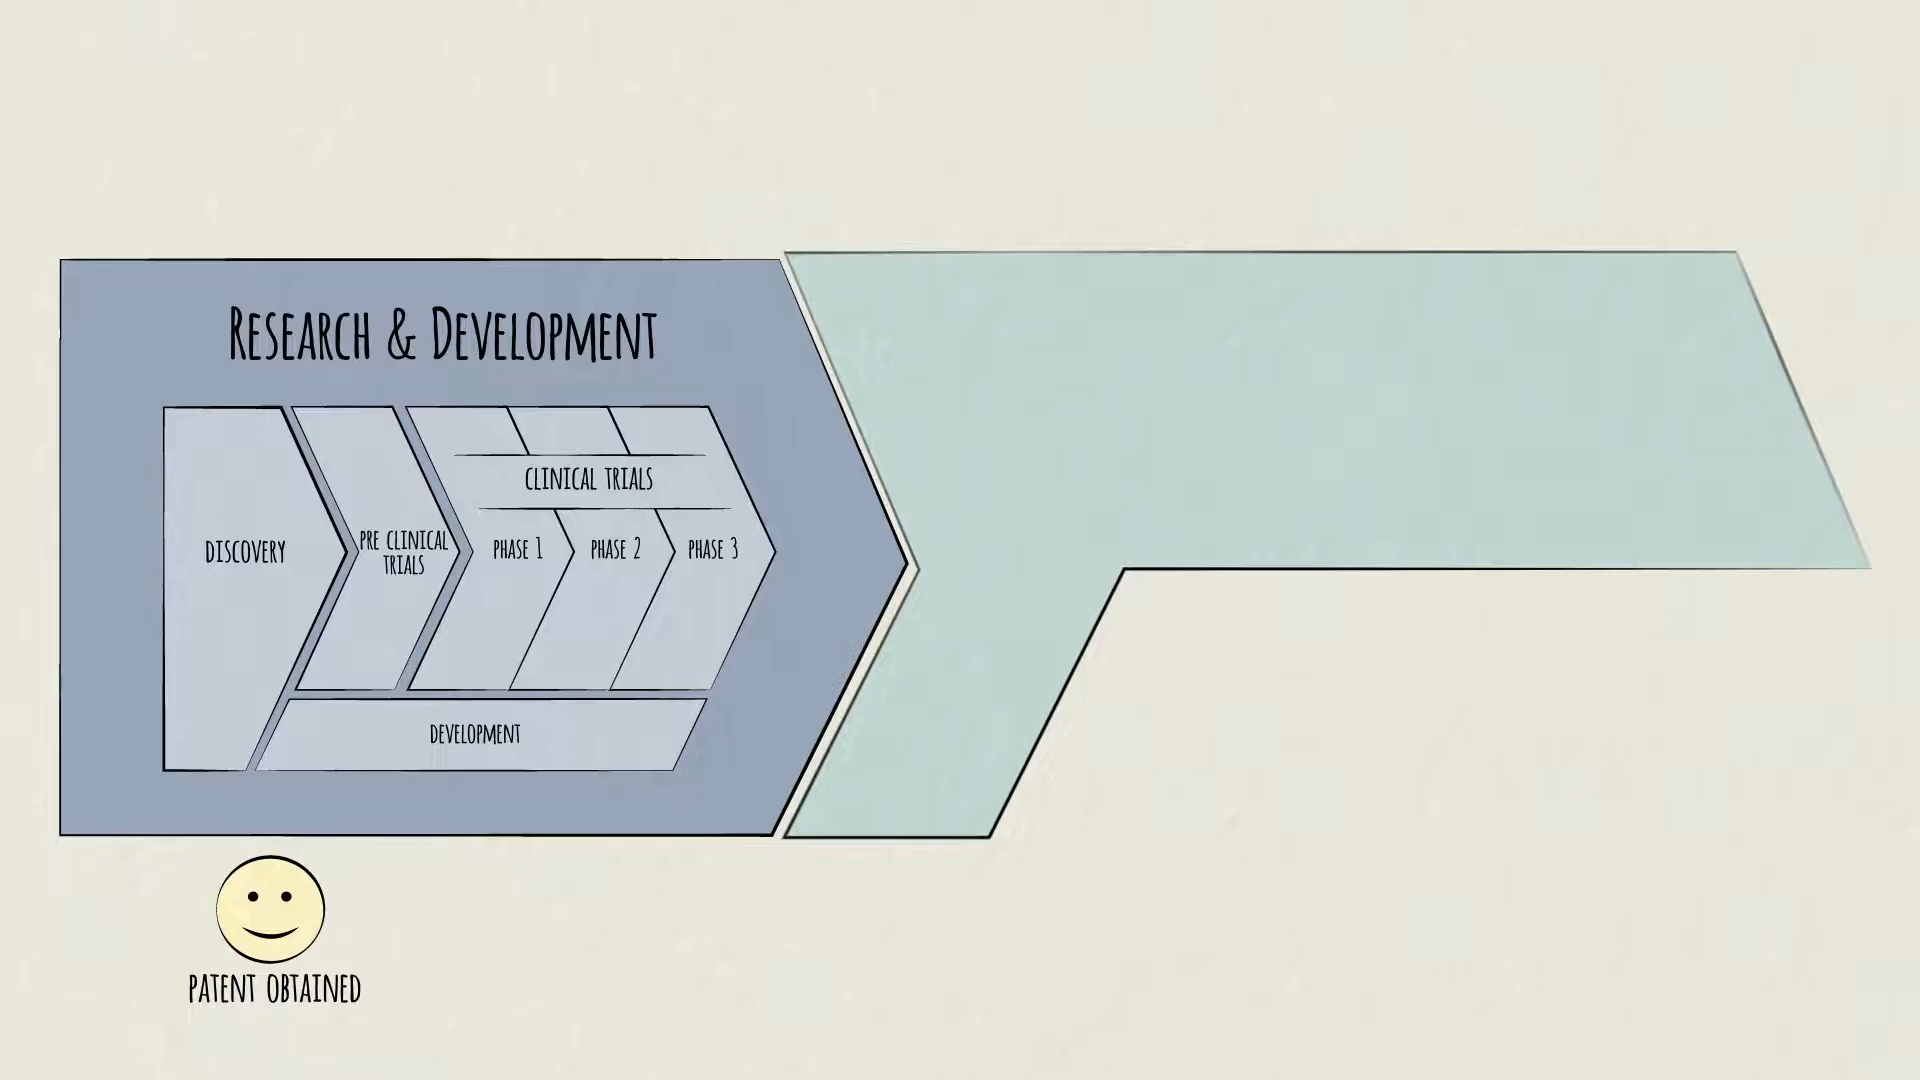 Research & Development
CLINICAL TRIALS
DISCOVERY
PRE CLINICAL
TRIALS
PHASE 1
PHASE 2
PHASE 3
DEVELOPMENT
PATENT OBTAINED